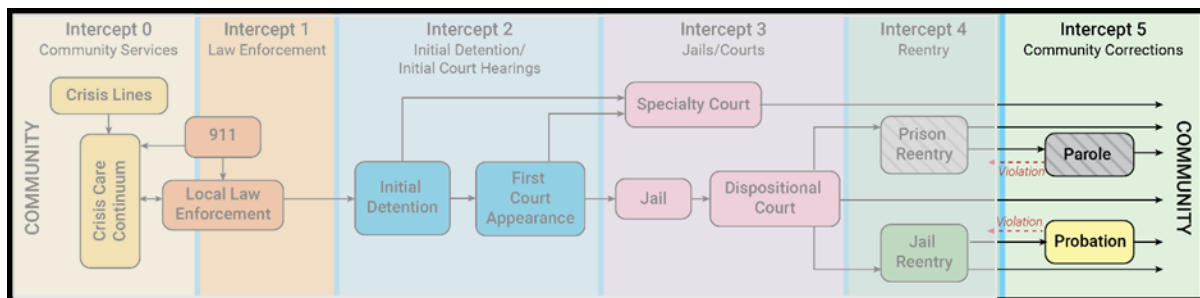 Intercept 0
Community Services
Intercept 1
Law Enforcement
Intercept 2
Initial Detention/
Initial Court Hearings
Intercept 3
Jails/Courts
Intercept 4
Reentry
Intercept 5
Community Corrections
COMMUNITY
Crisis Lines
Crisis Care
Continuum
911
Local Law
Enforcement
Initial
Detention
First
Court
Appearance
Specialty Court
Jail
Dispositional
Court
Prison
Reentry
Violation
Parole
Jail
Reentry
Violation
Probation
COMMUNITY